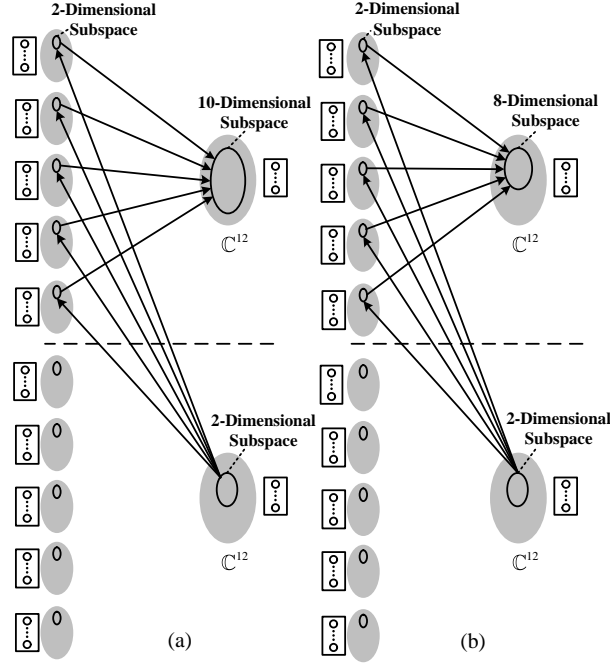 2-Dimensional
Subspace
10-Dimensional
Subspace
ℂ¹²
2-Dimensional
Subspace
ℂ¹²
(a)
2-Dimensional
Subspace
8-Dimensional
Subspace
ℂ¹²
2-Dimensional
Subspace
ℂ¹²
(b)